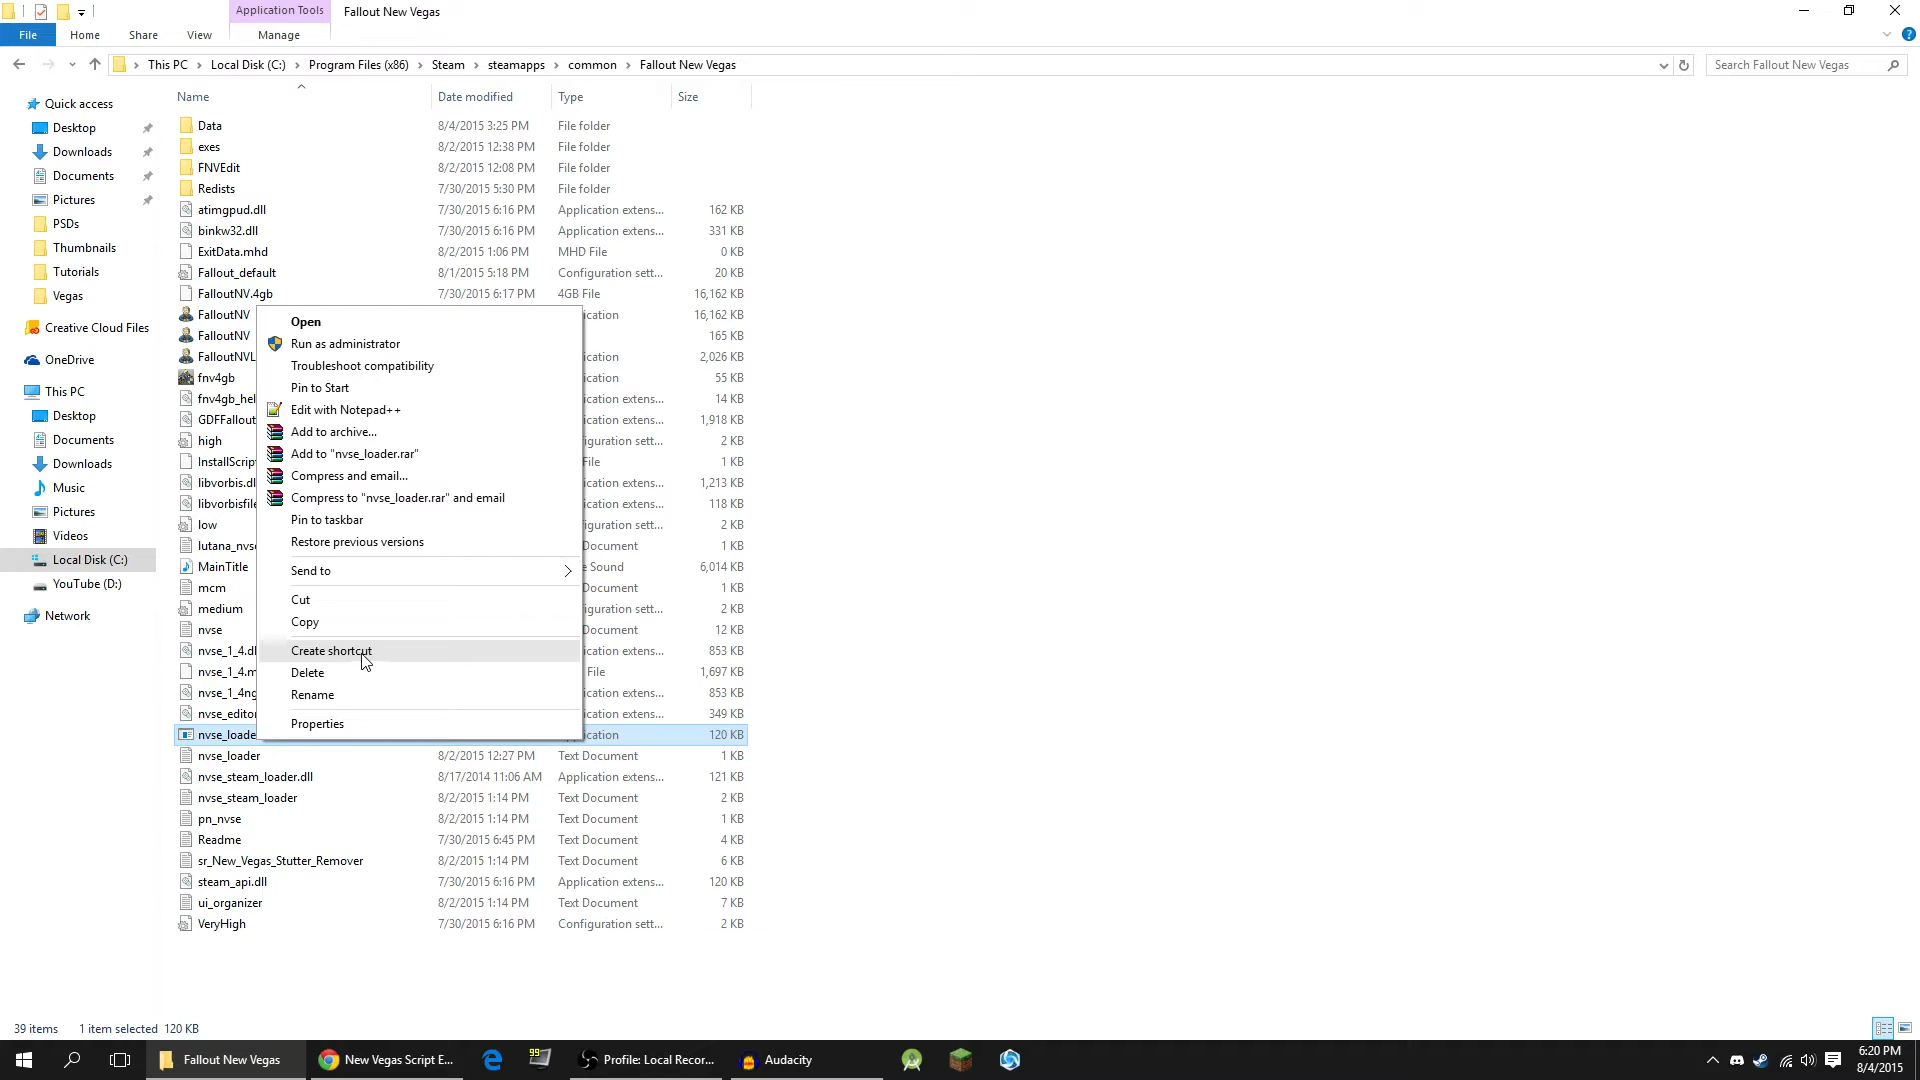 Application Tools
Fallout New Vegas
File
Home
Share
View
Manage
This PC
Local Disk (C:)
Program Files (x86)
Steam
steamapps
common
Fallout New Vegas
Search Fallout New Vegas
Name
Date modified
Type
Size
Quick access
Desktop
Downloads
Documents
Pictures
PSDs
Thumbnails
Tutorials
Vegas
Creative Cloud Files
OneDrive
This PC
Desktop
Documents
Downloads
Music
Pictures
Videos
Local Disk (C:)
YouTube (D:)
Network
Data 8/4/2015 3:25 PM File folder
exes 8/2/2015 12:38 PM File folder
FNVEdit 8/2/2015 12:08 PM File folder
Redists 7/30/2015 5:30 PM File folder
atimgpud.dll 7/30/2015 6:16 PM Application extens... 162 KB
binkw32.dll 7/30/2015 6:16 PM Application extens... 331 KB
ExitData.mhd 8/2/2015 1:06 PM MHD File 0 KB
Fallout_default 8/1/2015 5:18 PM Configuration sett... 20 KB
FalloutNV.4gb 7/30/2015 6:17 PM 4GB File 16,162 KB
FalloutNV ication 16,162 KB
FalloutNV 165 KB
FalloutNVL ication 2,026 KB
fnv4gb ication 55 KB
fnv4gb_hel ication extens... 14 KB
GDFFallout ication extens... 1,918 KB
high iguration sett... 2 KB
InstallScrip File 1 KB
libvorbis.dl ication extens... 1,213 KB
libvorbisfile ication extens... 118 KB
low iguration sett... 2 KB
lutana_nvse Document 1 KB
MainTitle e Sound 6,014 KB
mcm Document 1 KB
medium iguration sett... 2 KB
nvse Document 12 KB
nvse_1_4.dl ication extens... 853 KB
nvse_1_4.m File 1,697 KB
nvse_1_4ng ication extens... 853 KB
nvse_editor ication extens... 349 KB
nvse_loade ication 120 KB
nvse_loader 8/2/2015 12:27 PM Text Document 1 KB
nvse_steam_loader.dll 8/17/2014 11:06 AM Application extens... 121 KB
nvse_steam_loader 8/2/2015 1:14 PM Text Document 2 KB
pn_nvse 8/2/2015 1:14 PM Text Document 1 KB
Readme 7/30/2015 6:45 PM Text Document 4 KB
sr_New_Vegas_Stutter_Remover 8/2/2015 1:14 PM Text Document 6 KB
steam_api.dll 7/30/2015 6:16 PM Application extens... 120 KB
ui_organizer 8/2/2015 1:14 PM Text Document 7 KB
VeryHigh 7/30/2015 6:16 PM Configuration sett... 2 KB
Open
Run as administrator
Troubleshoot compatibility
Pin to Start
Edit with Notepad++
Add to archive...
Add to "nvse_loader.rar"
Compress and email...
Compress to "nvse_loader.rar" and email
Pin to taskbar
Restore previous versions
Send to
Cut
Copy
Create shortcut
Delete
Rename
Properties
39 items 1 item selected 120 KB
Fallout New Vegas
New Vegas Script E...
99
Profile: Local Recor...
Audacity
6:20 PM
8/4/2015